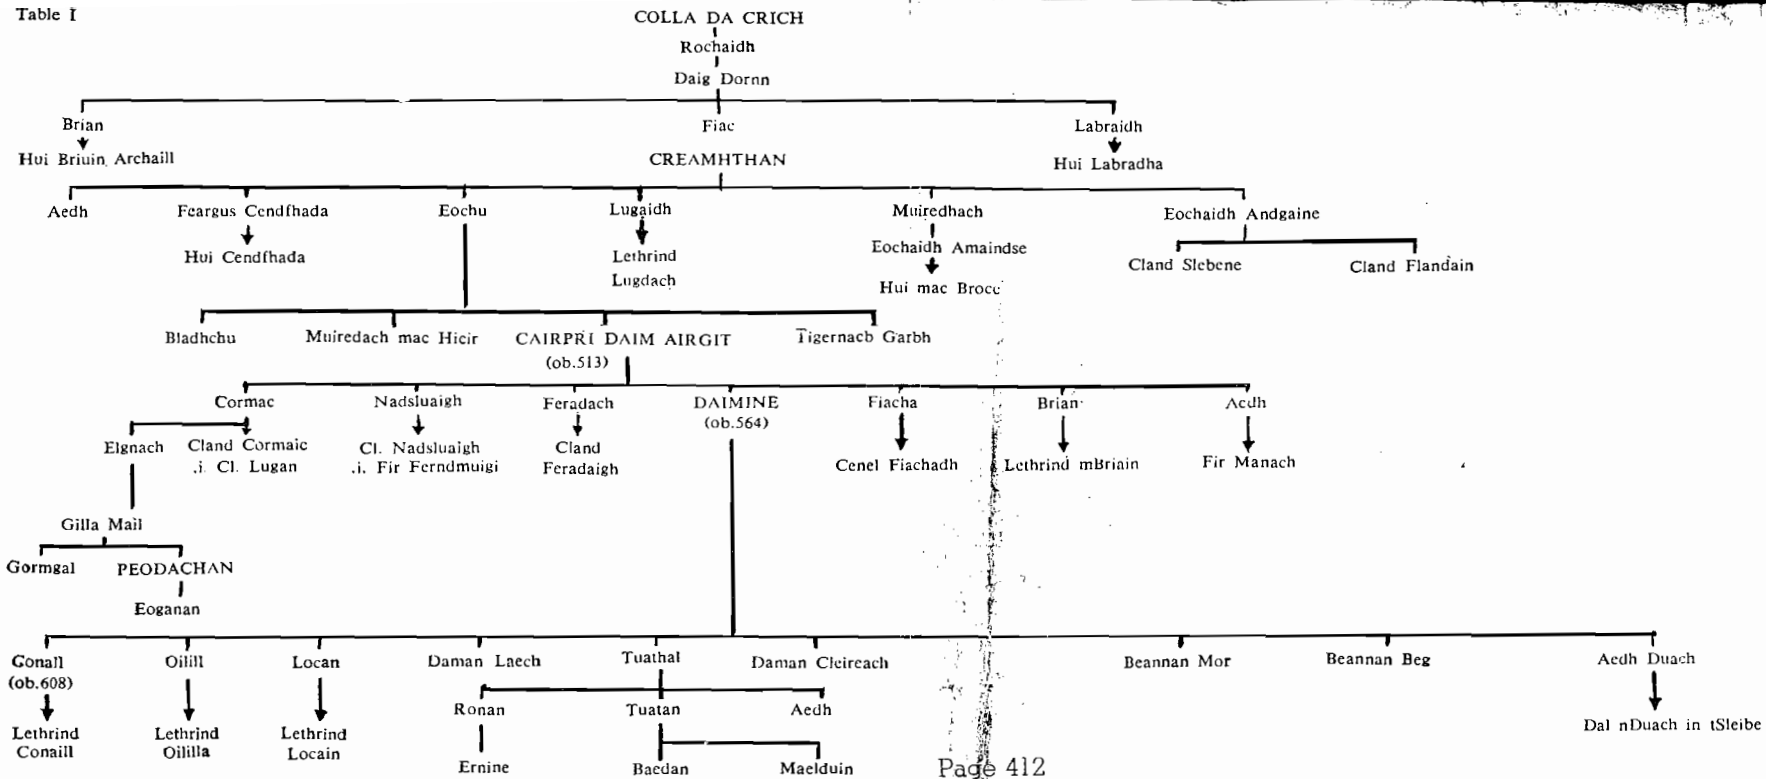 Table I
COLLA DA CRICH
Rochaidh
Daig Dornn
Brian Fiac Labraidh
Hui Briuin Archaill CREAMHTHAN Hui Labradha
Aedh Feargus Cendfhada Eochu Lugaidh Muiredhach Eochaidh Andgaine
Hui Cendfhada Lethrind Eochaidh Amaindse Cland Slebene Cland Flandain
Lugdach Hui mac Brocc
Bladhchu Muiredach mac Hicir CAIRPRI DAIM AIRGIT Tigernacb Garbh
(ob.513)
Cormac Nadsluaigh Feradach DAIMINE Fiacha Brian Aedh
(ob.564)
Elgnach Cland Cormaic Cl. Nadsluaigh Cland Cenel Fiachadh Lethrind mBriain Fir Manach
.i. Cl. Lugan .i. Fir Ferndmuigi Feradaigh
Gilla Mail
Gormgal PEODACHAN
Eoganan
Gonall Oilill Locan Daman Laech Tuathal Daman Cleireach Beannan Mor Beannan Beg Aedh Duach
(ob.608)
Lethrind Lethrind Lethrind Ronan Tuatan Aedh Dal nDuach in tSleibe
Conaill Oililla Locain
Ernine Baedan Maelduin
Page 412